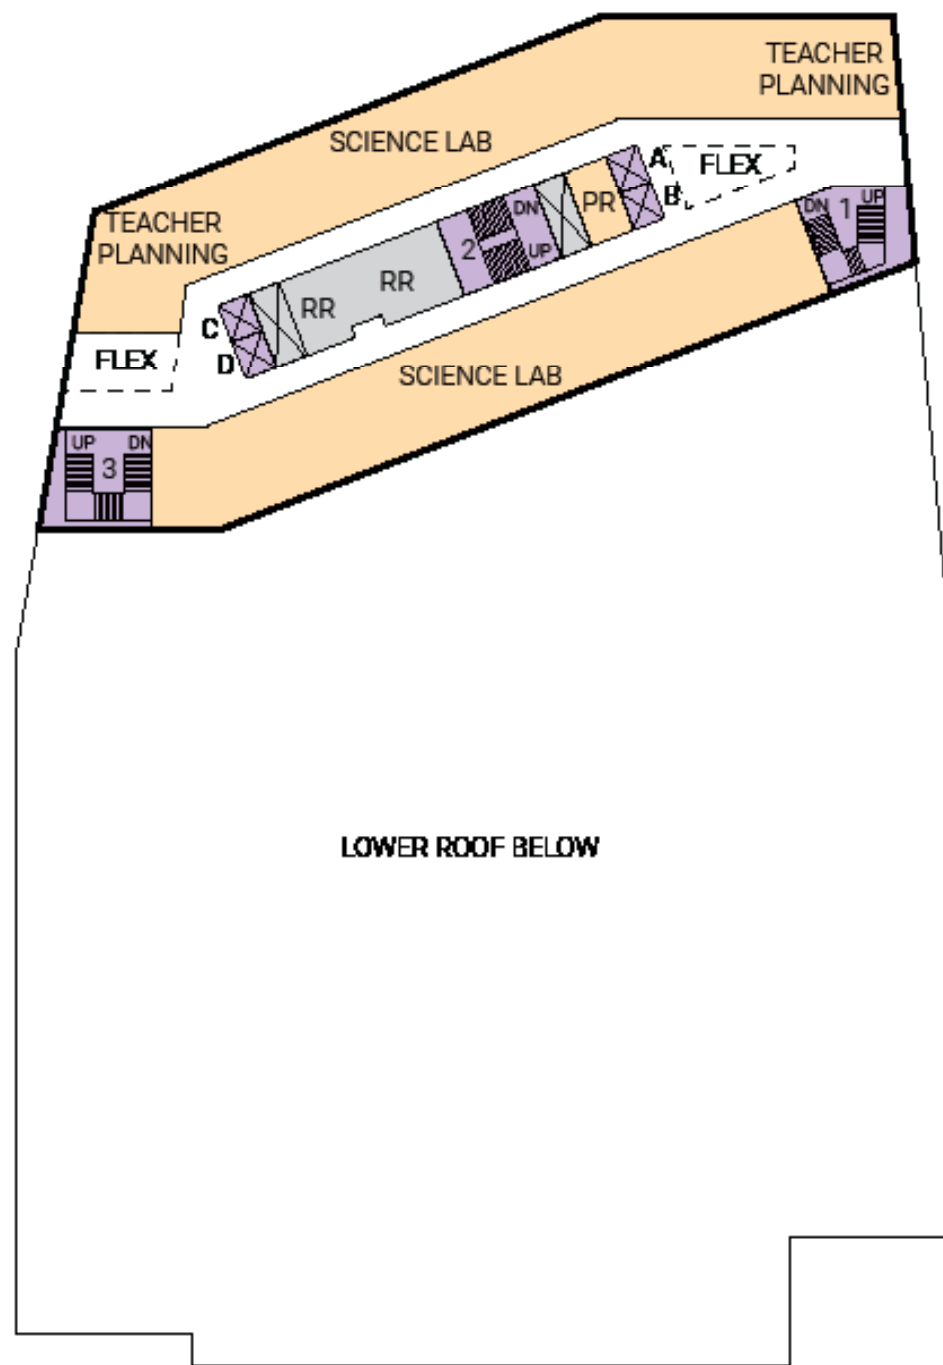 TEACHER
PLANNING
SCIENCE LAB
A
FLEX
B
PR
DN
1
UP
TEACHER
PLANNING
2
DN
UP
RR
RR
C
D
FLEX
SCIENCE LAB
UP
DN
3
LOWER ROOF BELOW